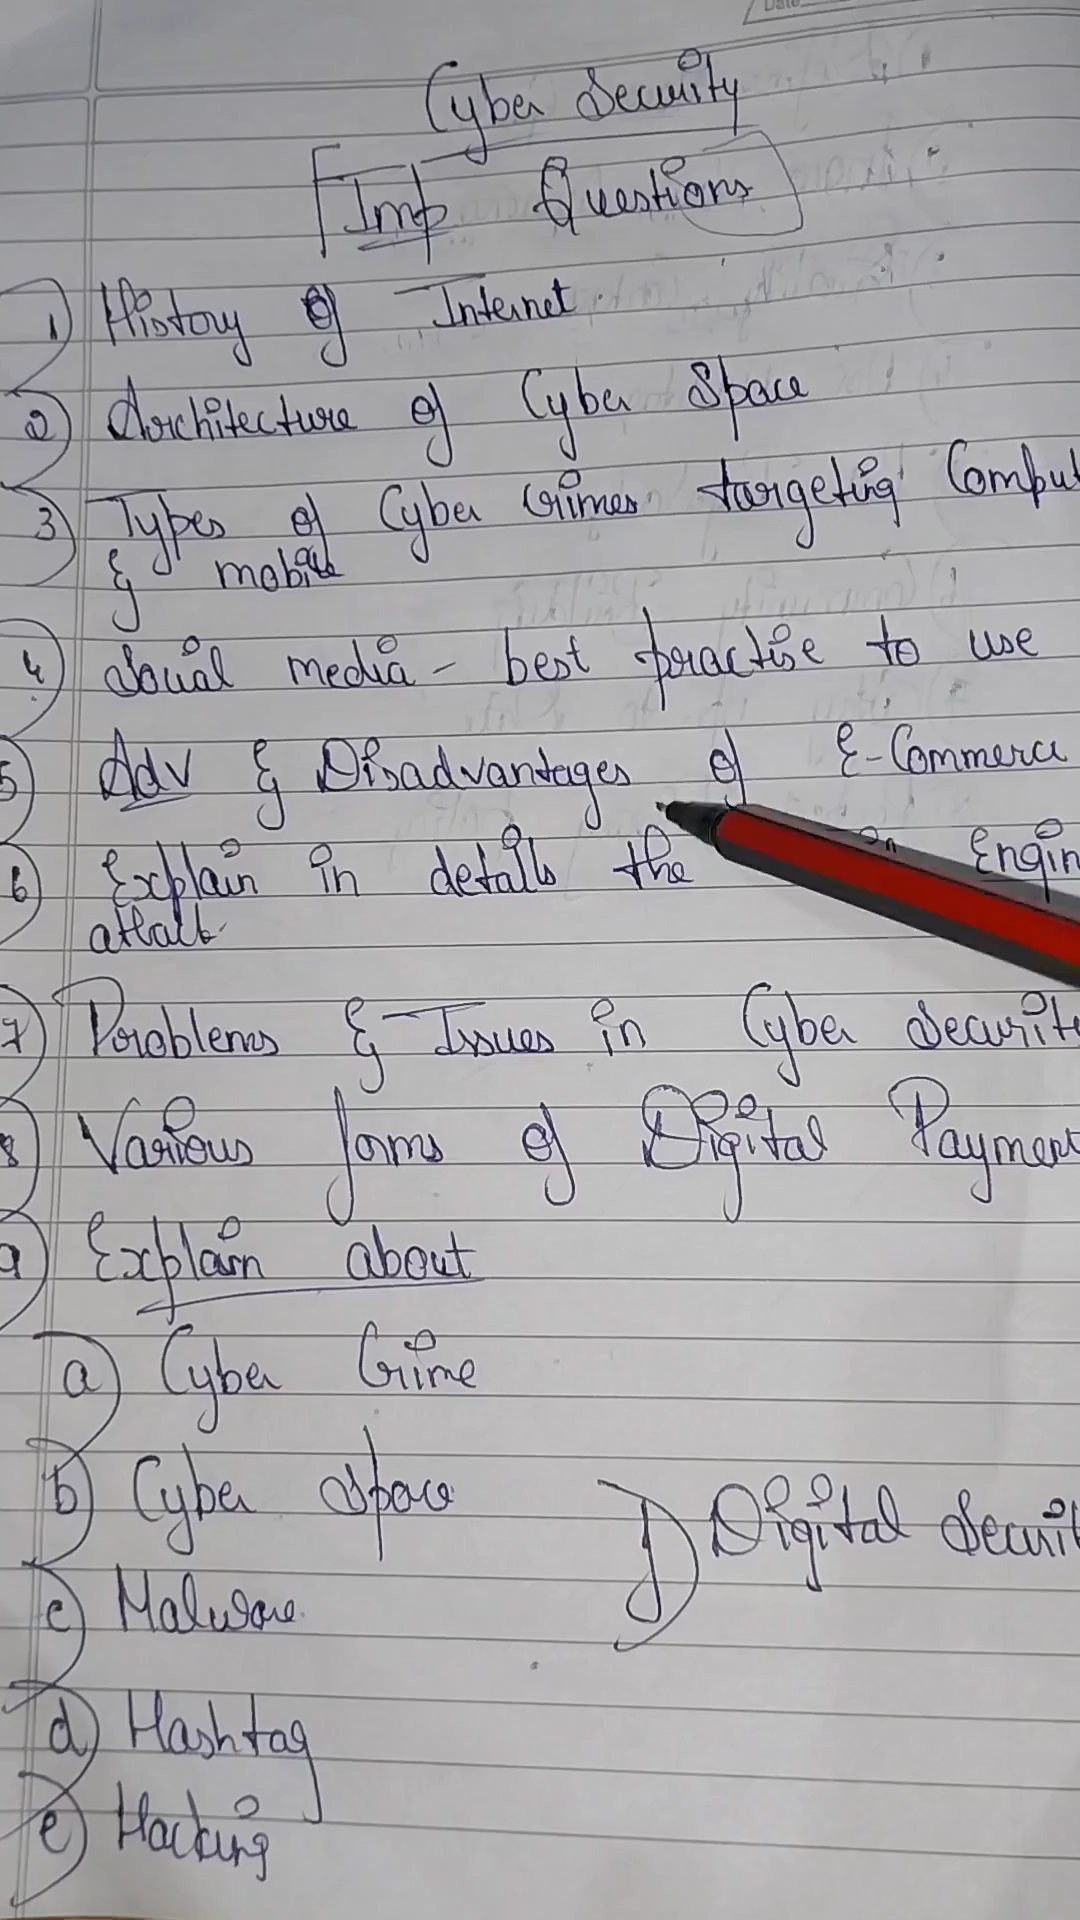 Cyber Security
Imp Questions
1) History of Internet
2) Architecture of Cyber Space
3) Types of Cyber Crimes targeting Comput
& mobile
4) Social media - best practise to use
5) Adv & Disadvantages of E-Commerce
6) Explain in details the Engin
attack
7) Problems & Issues in Cyber Securit
8) Various forms of Digital Payment
9) Explain about
a) Cyber Crime
b) Cyber Space
f) Digital Securit
c) Malware
d) Hashtag
e) Hacking